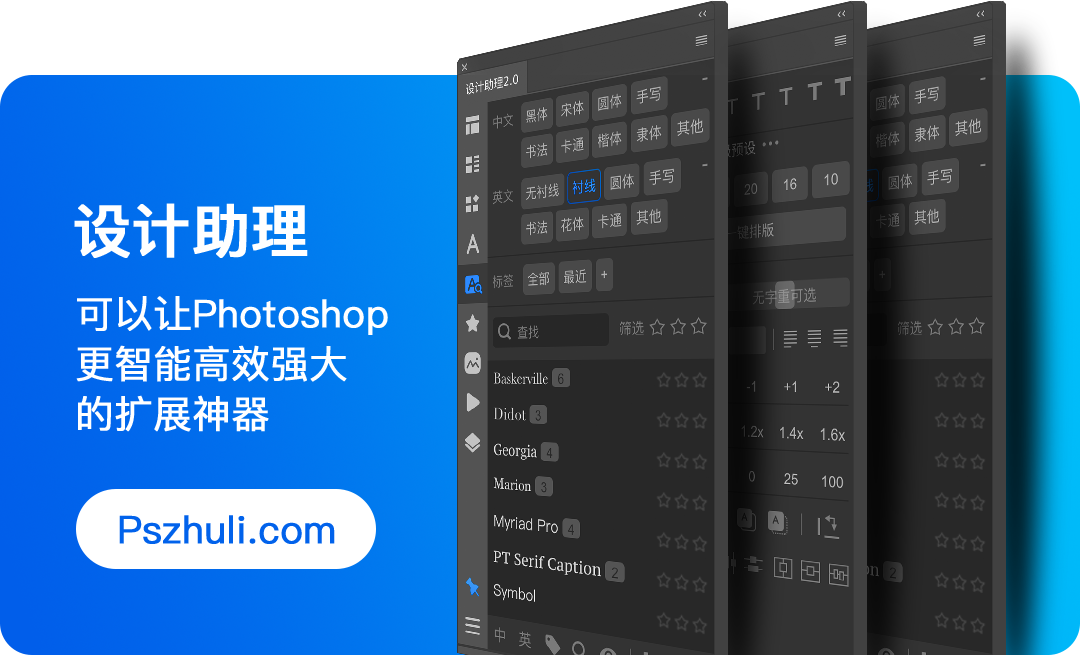 设计助理
可以让Photoshop
更智能高效强大
的扩展神器
Pszhuli.com
设计助理2.0
中文 黑体 宋体 圆体 手写
书法 卡通 楷体 隶体 其他
英文 无衬线 衬线 圆体 手写
书法 花体 卡通 其他
标签 全部 最近 +
查找 筛选
Baskerville 6
Didot 3
Georgia 4
Marion 3
Myriad Pro 4
PT Serif Caption 2
Symbol
中 英
T T T T T
预设 •••
20 16 10
一键排版
无字重可选
-1 +1 +2
1.2x 1.4x 1.6x
0 25 100
A A
圆体 手写
楷体 隶体 其他
线 圆体 手写
卡通 其他
+
筛选
on 2